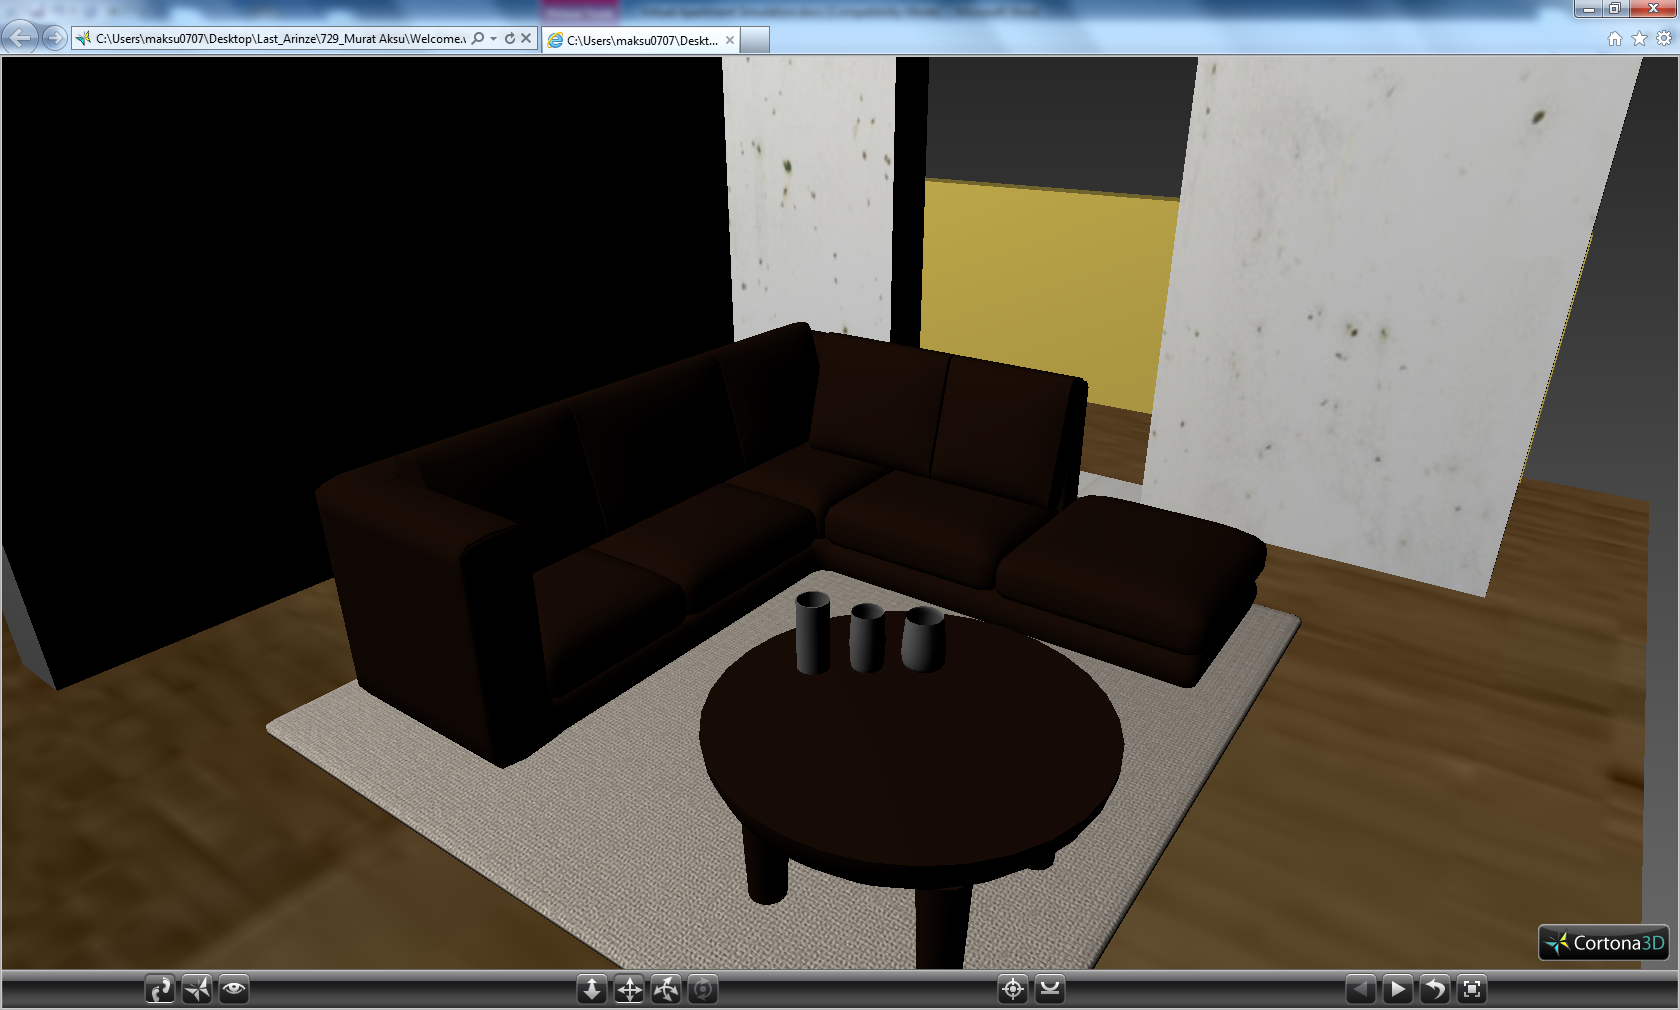 C:\Users\maksu0707\Desktop\Last_Arinze\729_Murat Aksu\Welcome.v
C:\Users\maksu0707\Deskt...
Cortona3D